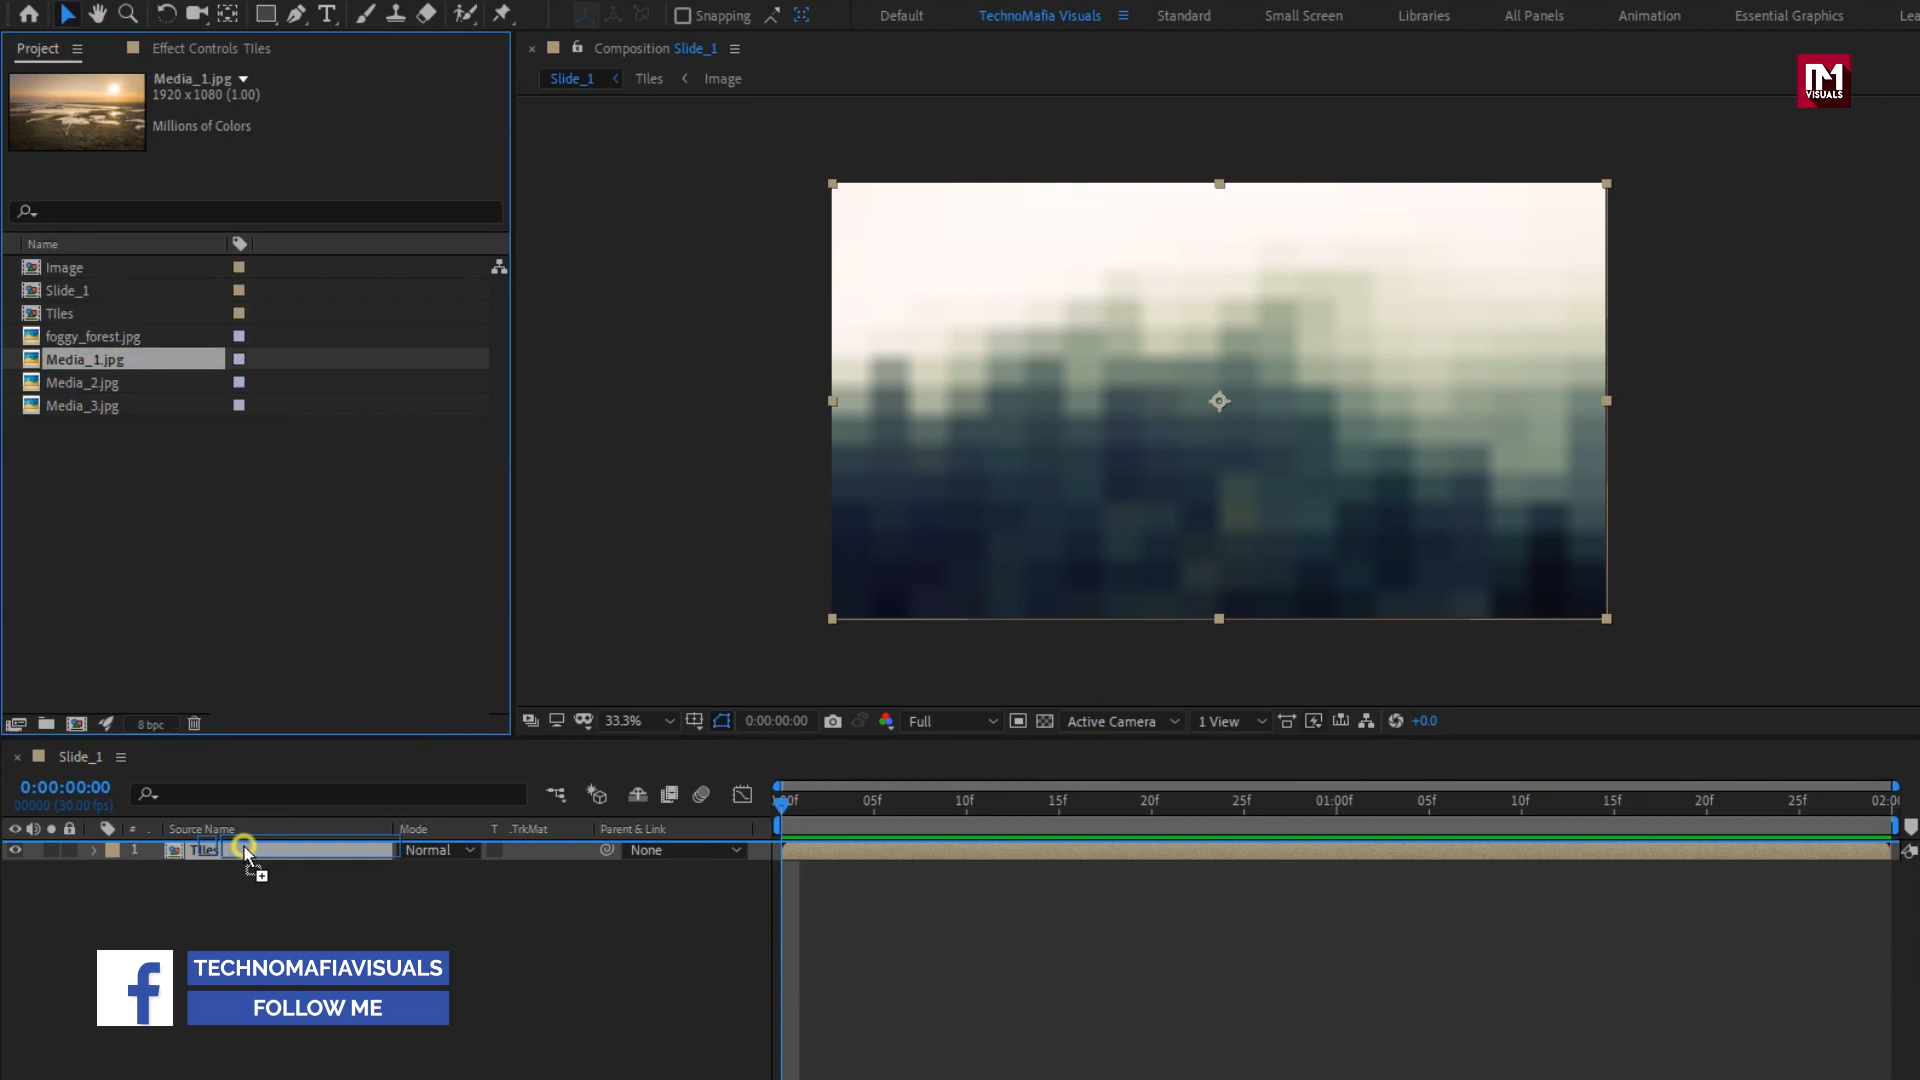 Snapping
Default
TechnoMafia Visuals
Standard
Small Screen
Libraries
All Panels
Animation
Essential Graphics
Lea
Project
Effect Controls TIles
Composition Slide_1
Slide_1
TIles
Image
Media_1.jpg
1920 x 1080 (1.00)
Millions of Colors
VISUALS
Name
Image
Slide_1
TIles
foggy_forest.jpg
Media_1.jpg
Media_2.jpg
Media_3.jpg
8 bpc
33.3%
0:00:00:00
Full
Active Camera
1 View
+0.0
Slide_1
0:00:00:00
00000 (30.00 fps)
05f
10f
15f
20f
25f
01:00f
05f
10f
15f
20f
25f
02:00
#
Source Name
Mode
T
.TrkMat
Parent & Link
1
TIles
Normal
None
TECHNOMAFIAVISUALS
FOLLOW ME